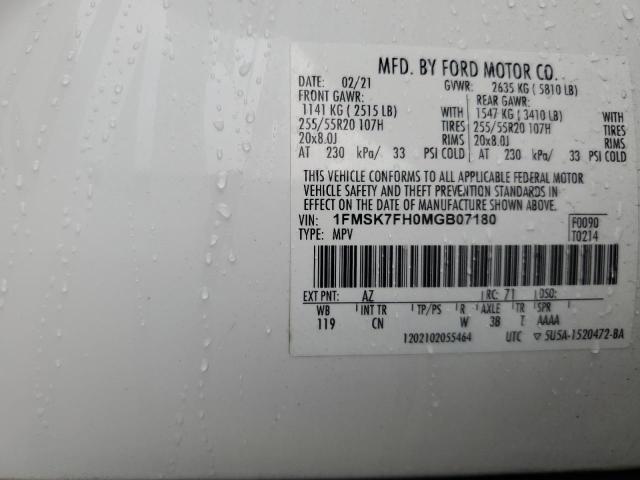 MFD. BY FORD MOTOR CO.
DATE: 02/21 GVWR: 2635 KG ( 5810 LB)
FRONT GAWR: REAR GAWR:
1141 KG ( 2515 LB) WITH 1547 KG ( 3410 LB) WITH
255/55R20 107H TIRES 255/55R20 107H TIRES
20x8.0J RIMS 20x8.0J RIMS
AT 230 kPa/ 33 PSI COLD AT 230 kPa/ 33 PSI COLD
THIS VEHICLE CONFORMS TO ALL APPLICABLE FEDERAL MOTOR
VEHICLE SAFETY AND THEFT PREVENTION STANDARDS IN
EFFECT ON THE DATE OF MANUFACTURE SHOWN ABOVE.
VIN: 1FMSK7FH0MGB07180 F0090
TYPE: MPV T0214
EXT PNT: AZ RC: 71 DSO:
WB INT TR TP/PS R AXLE TR SPR
119 CN W 38 T AAAA
1202102055464 UTC ▽ 5U5A-1520472-BA